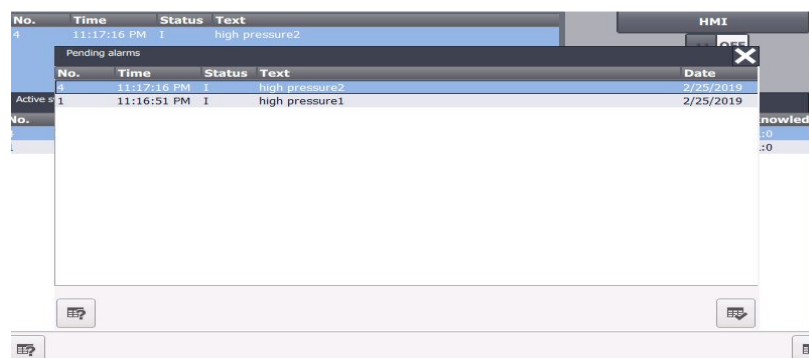 No. Time Status Text
HMI
4 11:17:16 PM I high pressure2
OFF
Pending alarms
No. Time Status Text Date
4 11:17:16 PM I high pressure2 2/25/2019
1 11:16:51 PM I high pressure1 2/25/2019
Active s
No.
nowled
:0
:0